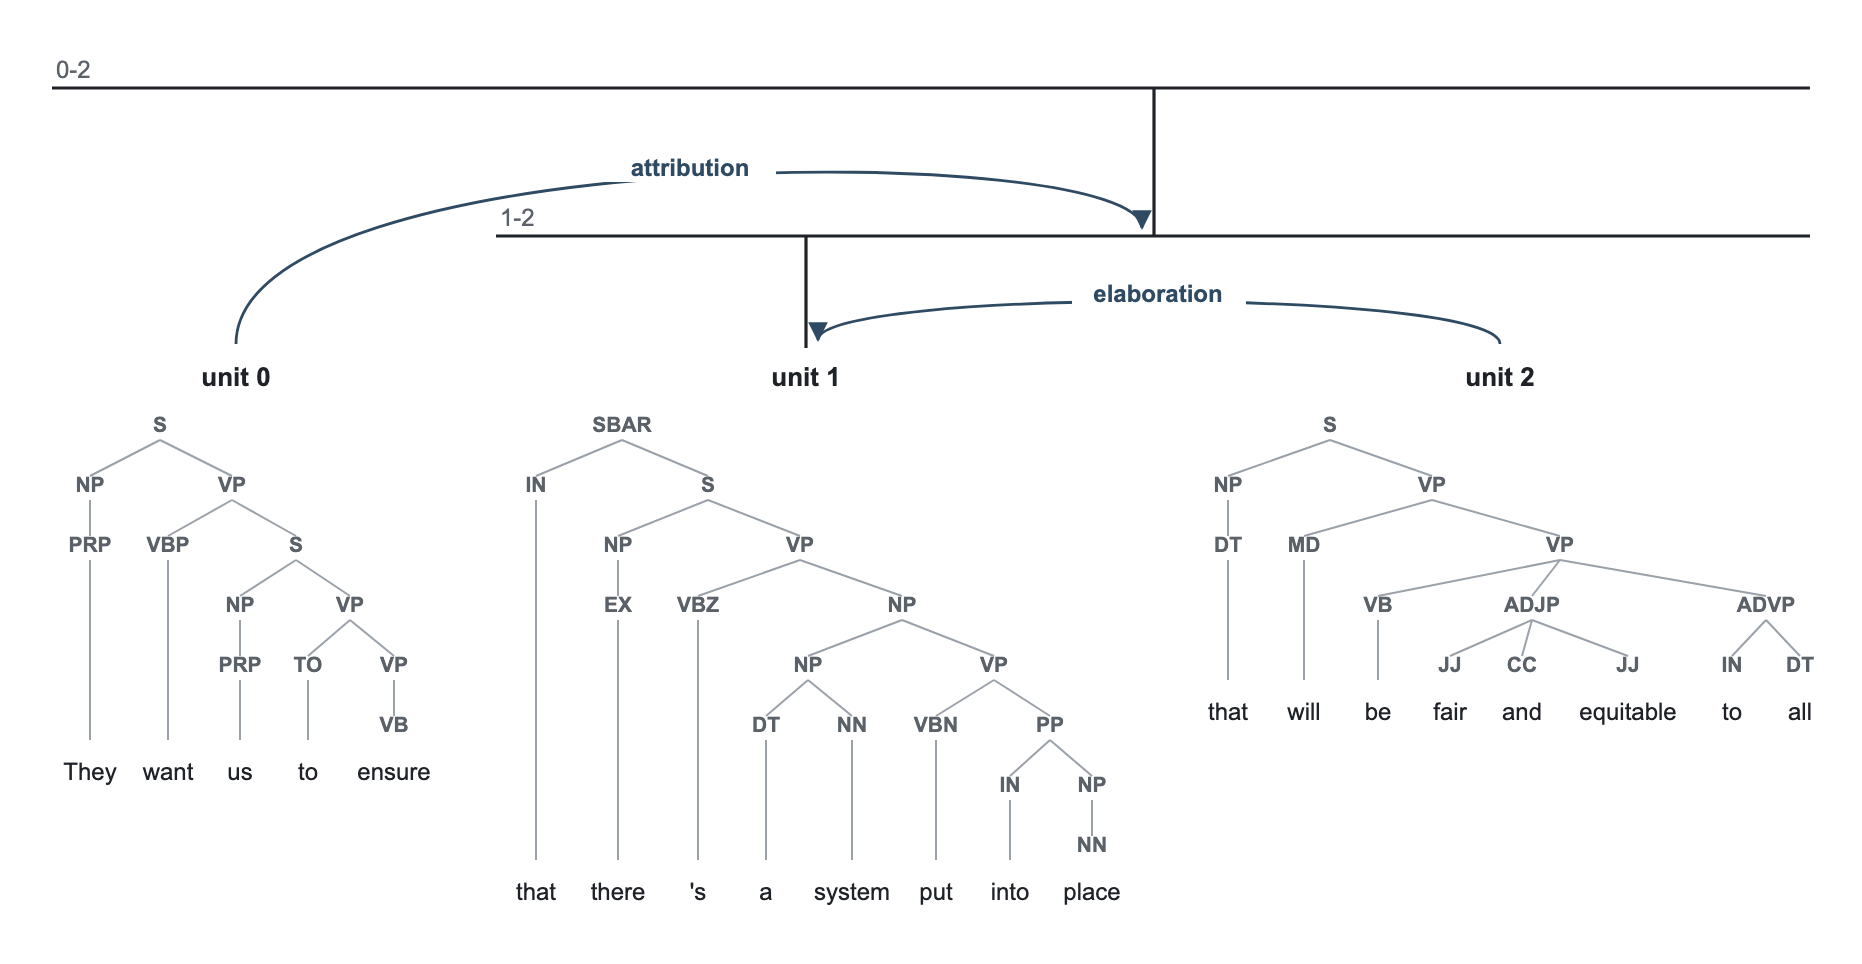 0-2
attribution
1-2
elaboration
unit 0 unit 1 unit 2
S SBAR S
NP VP IN S NP VP
PRP VBP S NP VP DT MD VP
NP VP EX VBZ NP VB ADJP ADVP
PRP TO VP NP VP JJ CC JJ IN DT
that will be fair and equitable to all
VB DT NN VBN PP
They want us to ensure
IN NP
NN
that there 's a system put into place